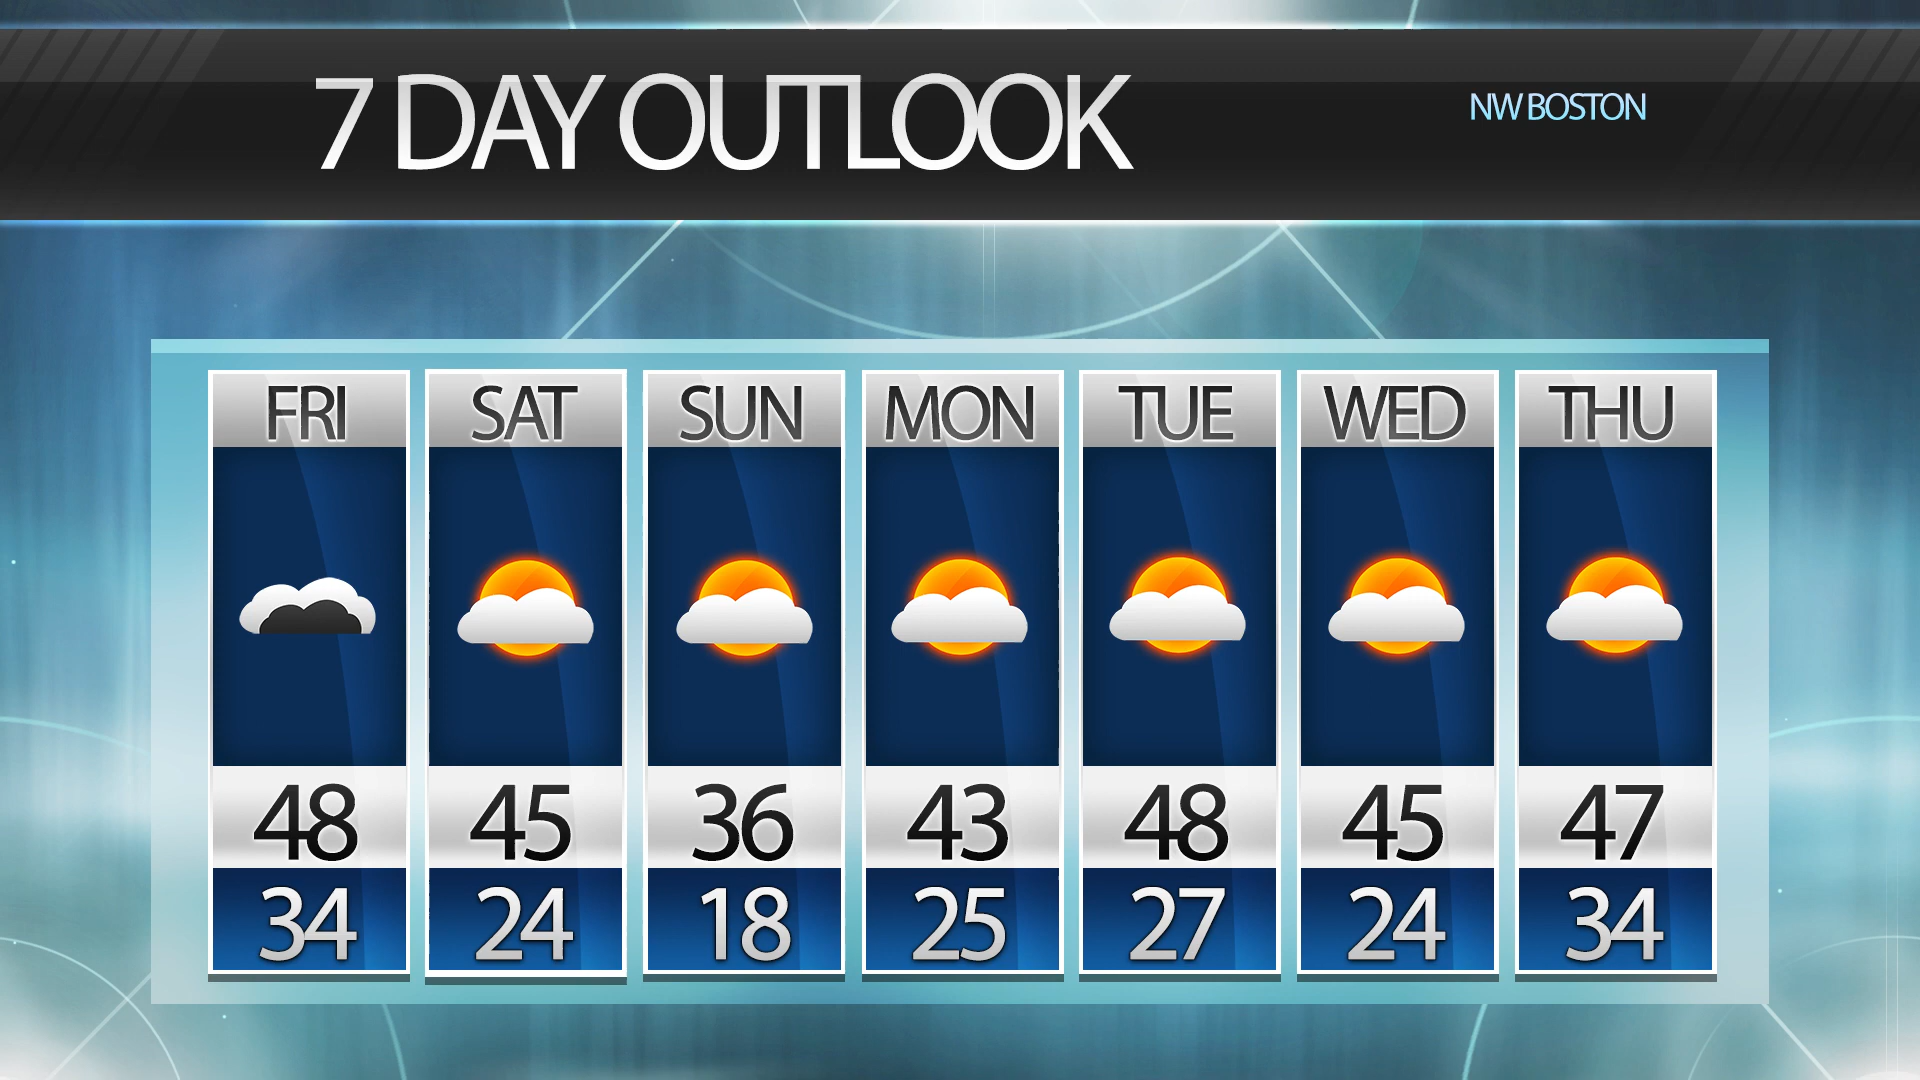 7 DAY OUTLOOK
NW BOSTON
FRI SAT SUN MON TUE WED THU
48 45 36 43 48 45 47
34 24 18 25 27 24 34